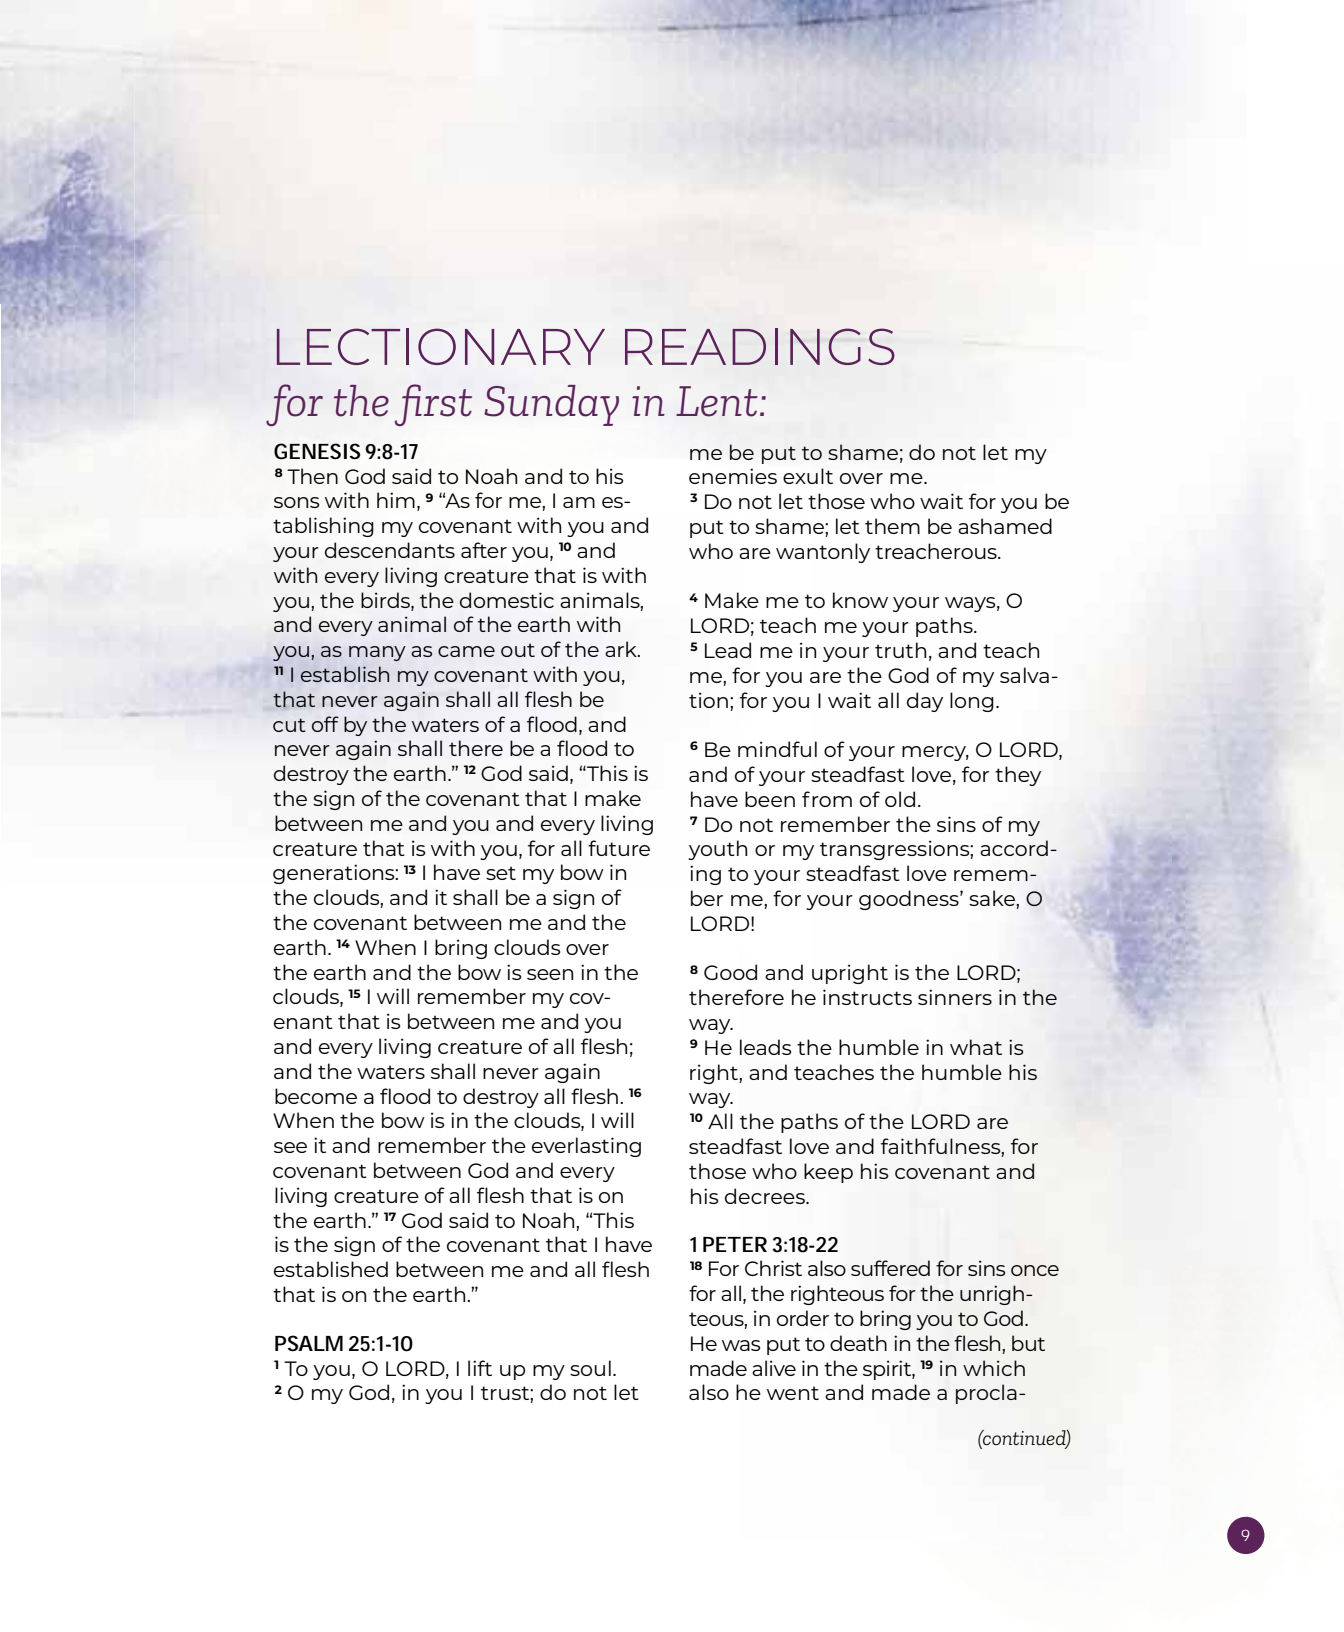 LECTIONARY READINGS
for the first Sunday in Lent:
GENESIS 9:8-17
8 Then God said to Noah and to his
sons with him, 9 “As for me, I am es-
tablishing my covenant with you and
your descendants after you, 10 and
with every living creature that is with
you, the birds, the domestic animals,
and every animal of the earth with
you, as many as came out of the ark.
11 I establish my covenant with you,
that never again shall all flesh be
cut off by the waters of a flood, and
never again shall there be a flood to
destroy the earth.” 12 God said, “This is
the sign of the covenant that I make
between me and you and every living
creature that is with you, for all future
generations: 13 I have set my bow in
the clouds, and it shall be a sign of
the covenant between me and the
earth. 14 When I bring clouds over
the earth and the bow is seen in the
clouds, 15 I will remember my cov-
enant that is between me and you
and every living creature of all flesh;
and the waters shall never again
become a flood to destroy all flesh. 16
When the bow is in the clouds, I will
see it and remember the everlasting
covenant between God and every
living creature of all flesh that is on
the earth.” 17 God said to Noah, “This
is the sign of the covenant that I have
established between me and all flesh
that is on the earth.”
PSALM 25:1-10
1 To you, O LORD, I lift up my soul.
2 O my God, in you I trust; do not let
me be put to shame; do not let my
enemies exult over me.
3 Do not let those who wait for you be
put to shame; let them be ashamed
who are wantonly treacherous.
4 Make me to know your ways, O
LORD; teach me your paths.
5 Lead me in your truth, and teach
me, for you are the God of my salva-
tion; for you I wait all day long.
6 Be mindful of your mercy, O LORD,
and of your steadfast love, for they
have been from of old.
7 Do not remember the sins of my
youth or my transgressions; accord-
ing to your steadfast love remem-
ber me, for your goodness’ sake, O
LORD!
8 Good and upright is the LORD;
therefore he instructs sinners in the
way.
9 He leads the humble in what is
right, and teaches the humble his
way.
10 All the paths of the LORD are
steadfast love and faithfulness, for
those who keep his covenant and
his decrees.
1 PETER 3:18-22
18 For Christ also suffered for sins once
for all, the righteous for the unrigh-
teous, in order to bring you to God.
He was put to death in the flesh, but
made alive in the spirit, 19 in which
also he went and made a procla-
(continued)
9